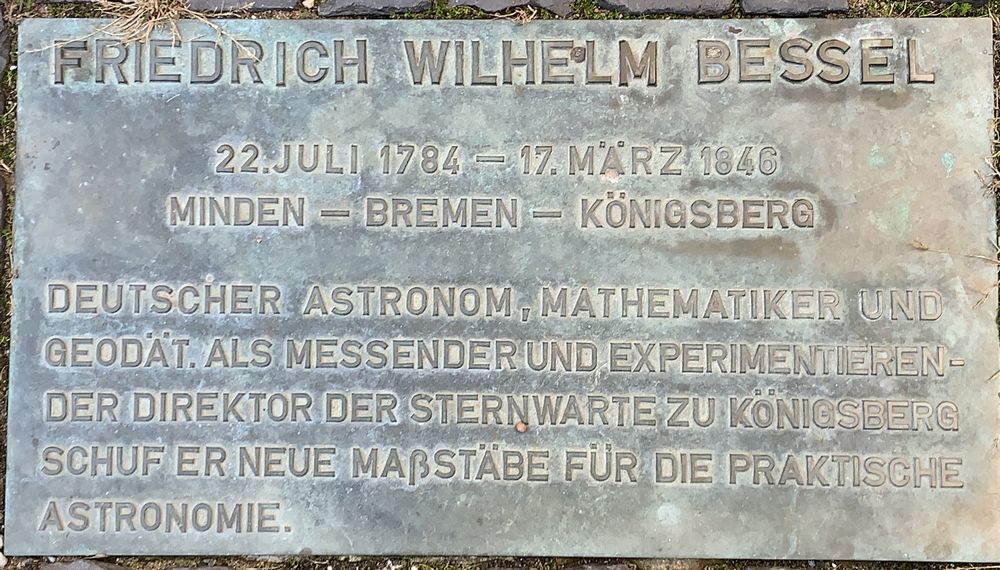 FRIEDRICH WILHELM BESSEL
22. JULI 1784 – 17. MÄRZ 1846
MINDEN – BREMEN – KÖNIGSBERG
DEUTSCHER ASTRONOM, MATHEMATIKER UND
GEODÄT. ALS MESSENDER UND EXPERIMENTIEREN-
DER DIREKTOR DER STERNWARTE ZU KÖNIGSBERG
SCHUF ER NEUE MAßSTÄBE FÜR DIE PRAKTISCHE
ASTRONOMIE.